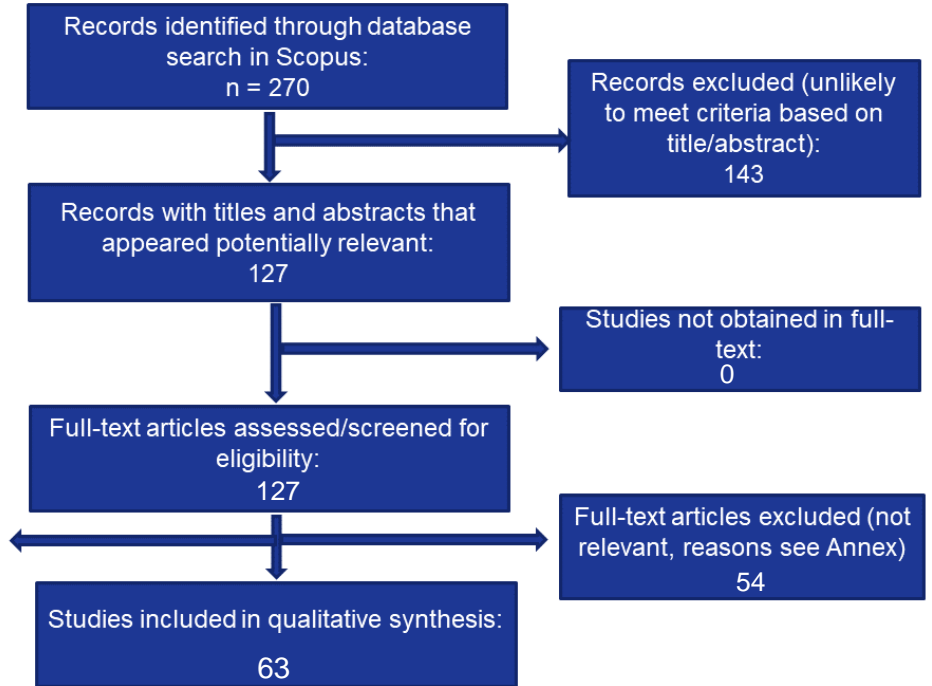 Records identified through database
search in Scopus:
n = 270
Records excluded (unlikely
to meet criteria based on
title/abstract):
143
Records with titles and abstracts that
appeared potentially relevant:
127
Studies not obtained in full-
text:
0
Full-text articles assessed/screened for
eligibility:
127
Full-text articles excluded (not
relevant, reasons see Annex)
54
Studies included in qualitative synthesis:
63